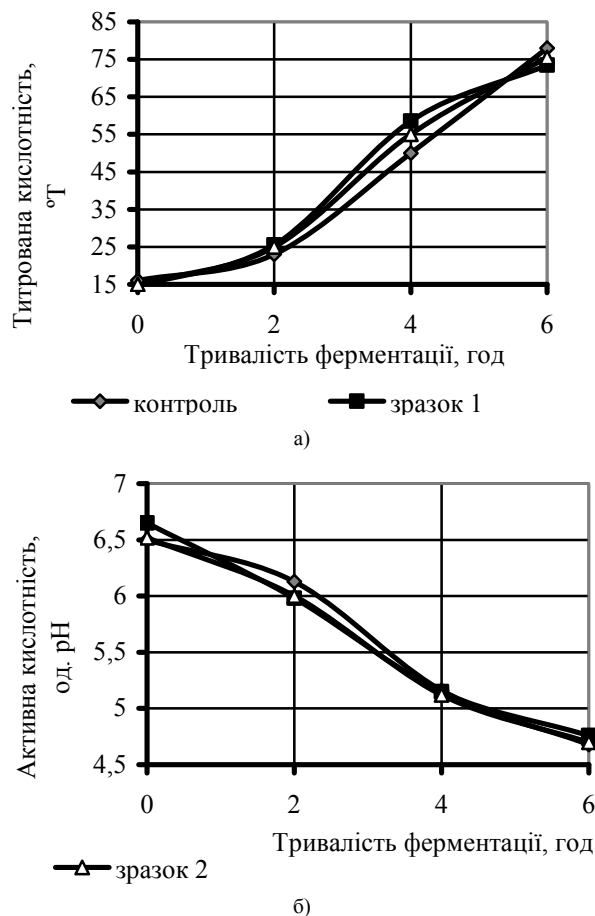 85
75
65
55
45
35
25
15
Титрована кислотність,
°Т
0 2 4 6
Тривалість ферментації, год
контроль зразок 1
а)
7
6,5
6
5,5
5
4,5
Активна кислотність,
од. рН
0 2 4 6
Тривалість ферментації, год
зразок 2
б)